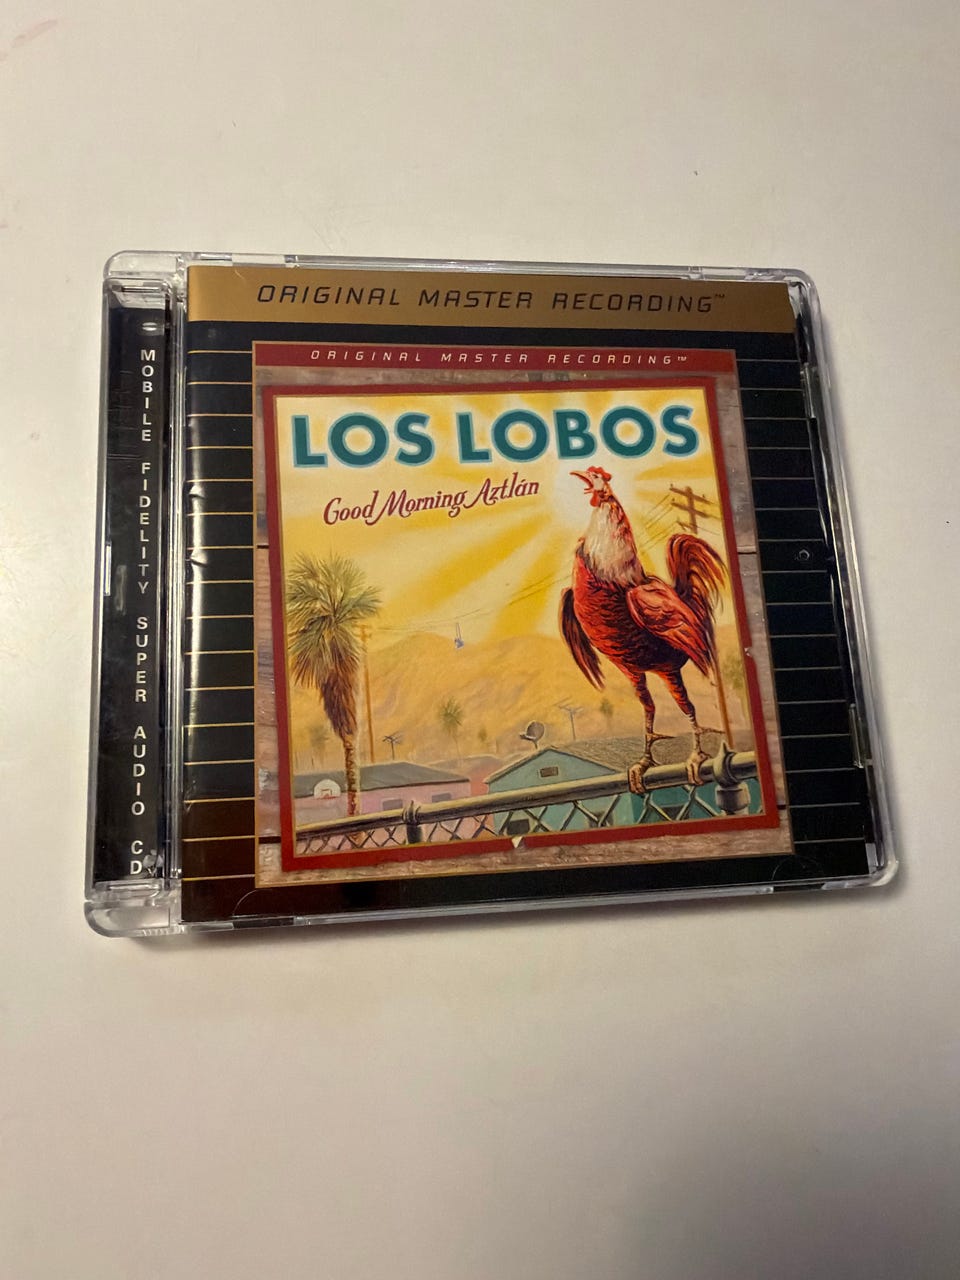 ORIGINAL MASTER RECORDING™
ORIGINAL MASTER RECORDING™
LOS LOBOS
Good Morning Aztlán
MOBILE FIDELITY SUPER AUDIO CD